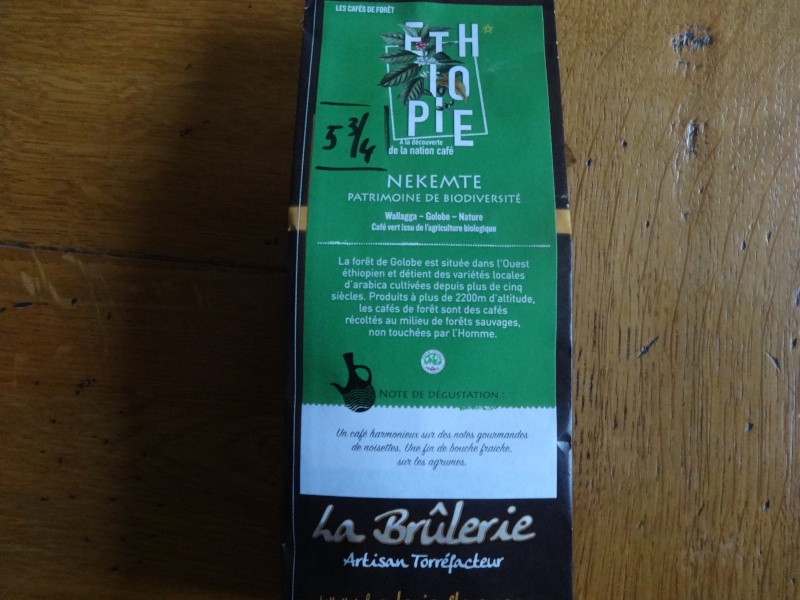 LES CAFÉS DE FORÊT
ÉTH
IO
PiE
À la découverte
de la nation café
5 3/4
NEKEMTE
PATRIMOINE DE BIODIVERSITÉ
Wallagga – Golobe – Nature
Café vert issu de l'agriculture biologique
La forêt de Golobe est située dans l'Ouest
éthiopien et détient des variétés locales
d'arabica cultivées depuis plus de cinq
siècles. Produits à plus de 2200m d'altitude,
les cafés de forêt sont des cafés
récoltés au milieu de forêts sauvages,
non touchées par l'Homme.
NOTE DE DÉGUSTATION :
Un café harmonieux sur des notes gourmandes
de noisettes. Une fin de bouche fraiche,
sur les agrumes.
La Brûlerie
Artisan Torréfacteur